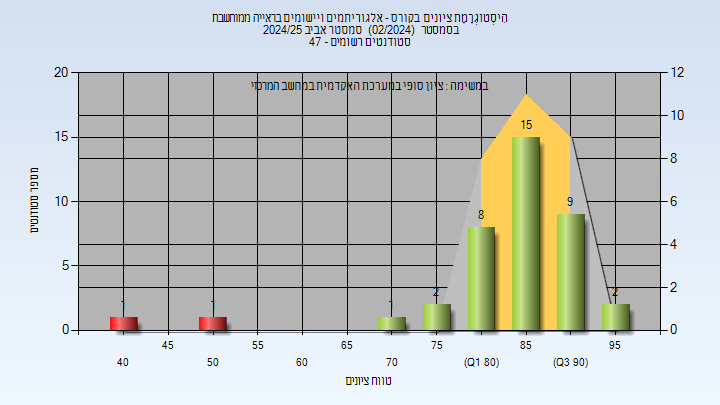 הִיסְטוֹגְרָמַת ציונים בקורס - אלגוריתמים ויישומים בראייה ממוחשבת
בסמסטר (02/2024) סמסטר אביב 2024/25
סטודנטים רשומים - 47
במשימה : ציון סופי במערכת האקדמית במחשב המרכזי
20 12
15 10
10 8
5 6
0 4
2
0
מספר סטודנטים
1 1 1 2 8 15 9 2
45 55 65 75 85 95
40 50 60 70 (Q1 80) (Q3 90)
טווח ציונים